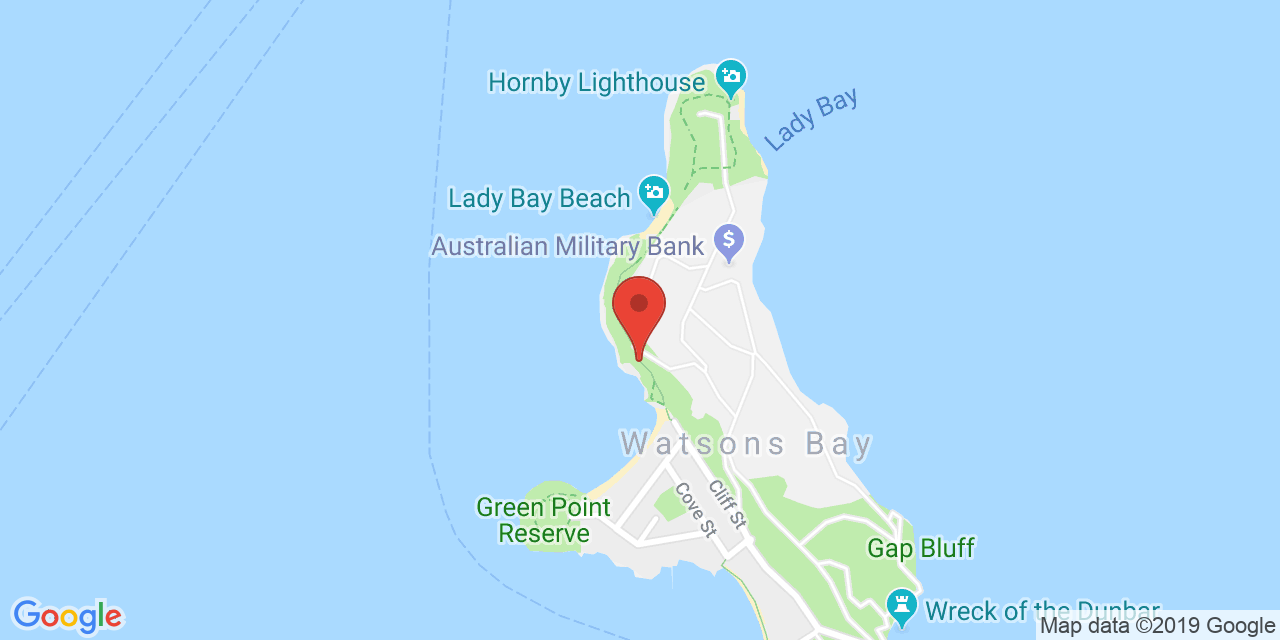 Hornby Lighthouse
Lady Bay
Lady Bay Beach
Australian Military Bank
$
Watsons Bay
Green Point
Reserve
Cove St
Cliff St
Gap Bluff
Wreck of the Dunbar
Google
Map data ©2019 Google